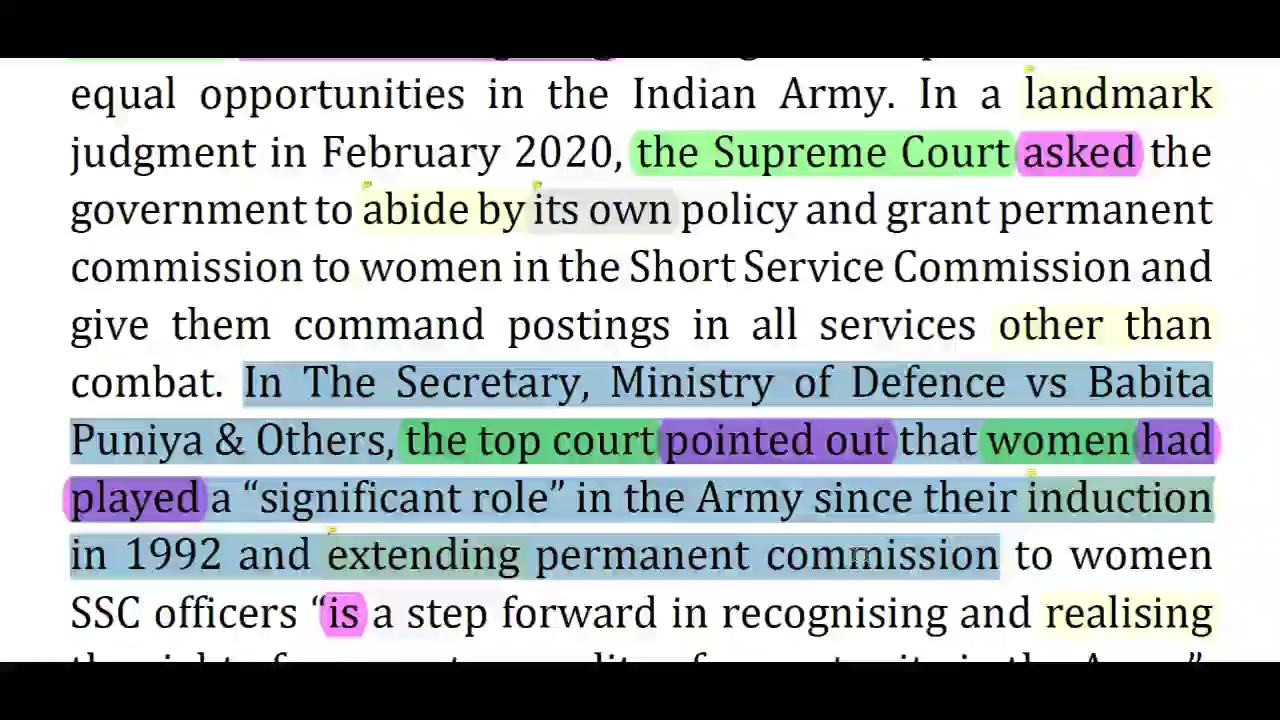 equal opportunities in the Indian Army. In a landmark
judgment in February 2020, the Supreme Court asked the
government to abide by its own policy and grant permanent
commission to women in the Short Service Commission and
give them command postings in all services other than
combat. In The Secretary, Ministry of Defence vs Babita
Puniya & Others, the top court pointed out that women had
played a “significant role” in the Army since their induction
in 1992 and extending permanent commission to women
SSC officers “is a step forward in recognising and realising